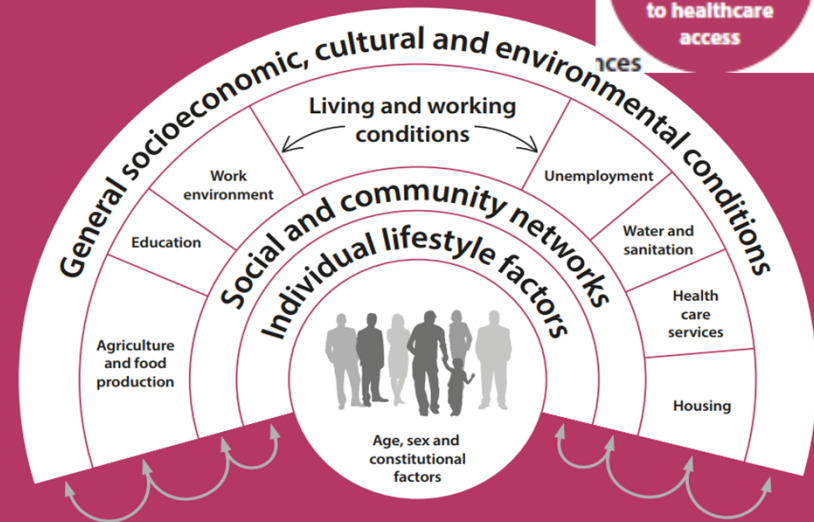 to healthcare
access
nces
General socioeconomic, cultural and environmental conditions
Living and working
conditions
Work
environment
Unemployment
Education
Water and
sanitation
Agriculture
and food
production
Health
care
services
Housing
Social and community networks
Individual lifestyle factors
Age, sex and
constitutional
factors